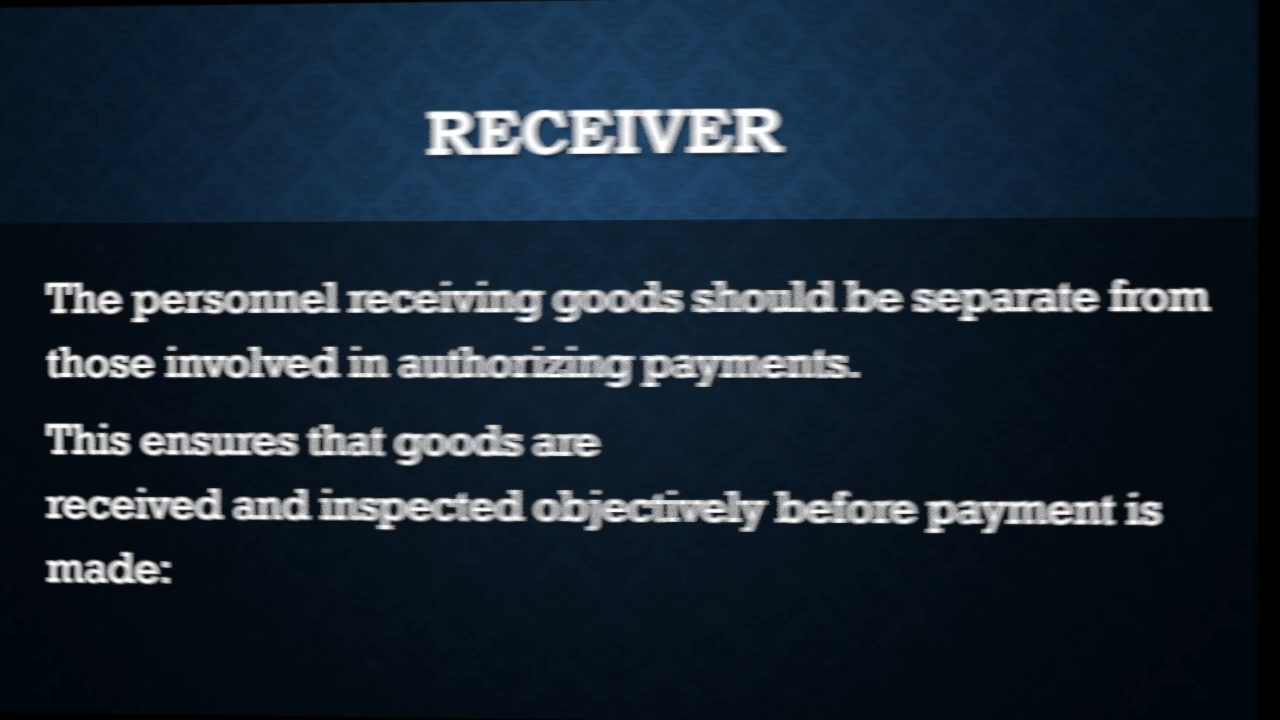 RECEIVER
The personnel receiving goods should be separate from
those involved in authorizing payments.
This ensures that goods are
received and inspected objectively before payment is
made: